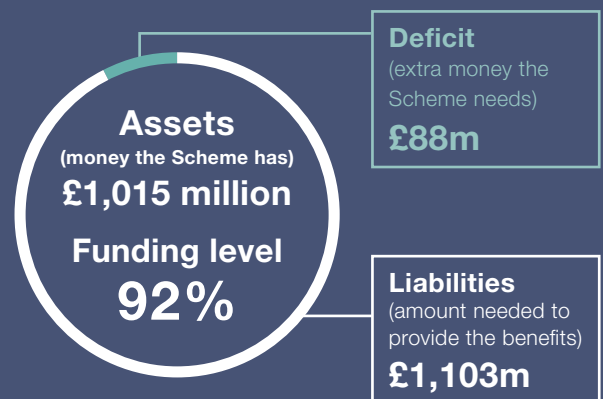 Assets
(money the Scheme has)
£1,015 million
Funding level
92%
Deficit
(extra money the
Scheme needs)
£88m
Liabilities
(amount needed to
provide the benefits)
£1,103m